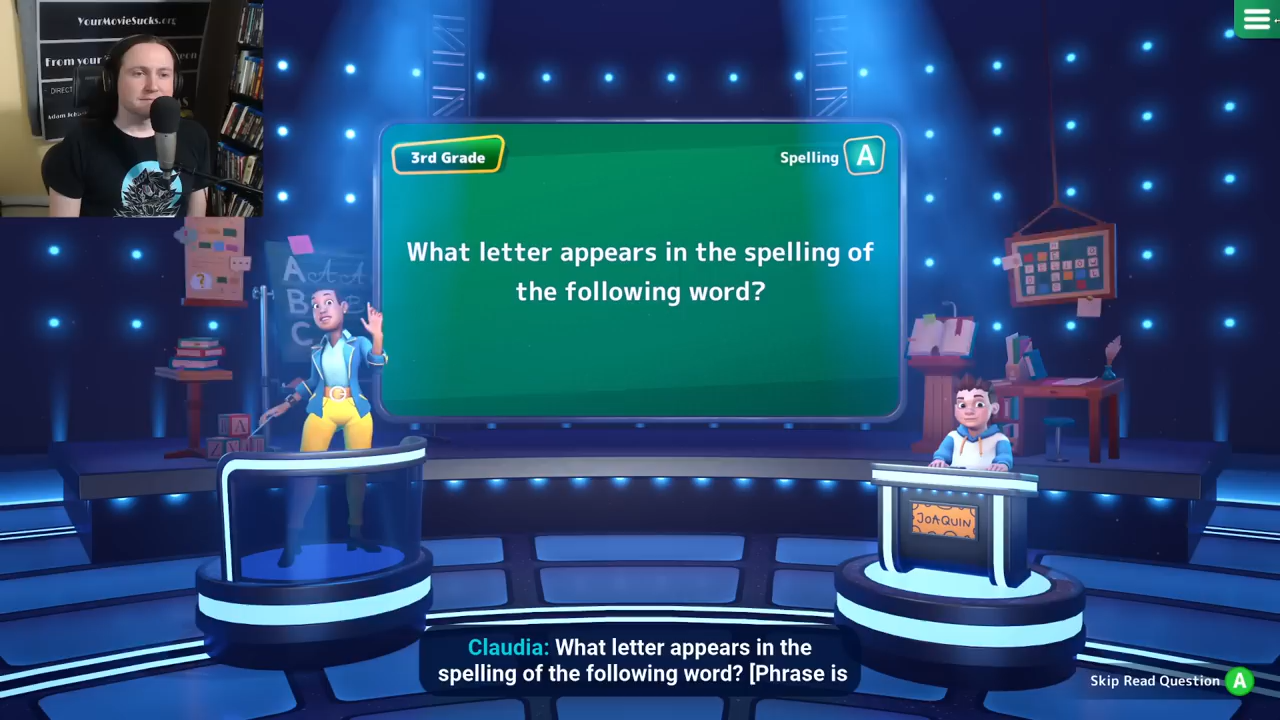 YourMovieSucks.org
From your
DIRECT
3rd Grade
Spelling A
What letter appears in the spelling of
the following word?
A
B
C
A
JOAQUIN
Claudia: What letter appears in the
spelling of the following word? [Phrase is
Skip Read Question A